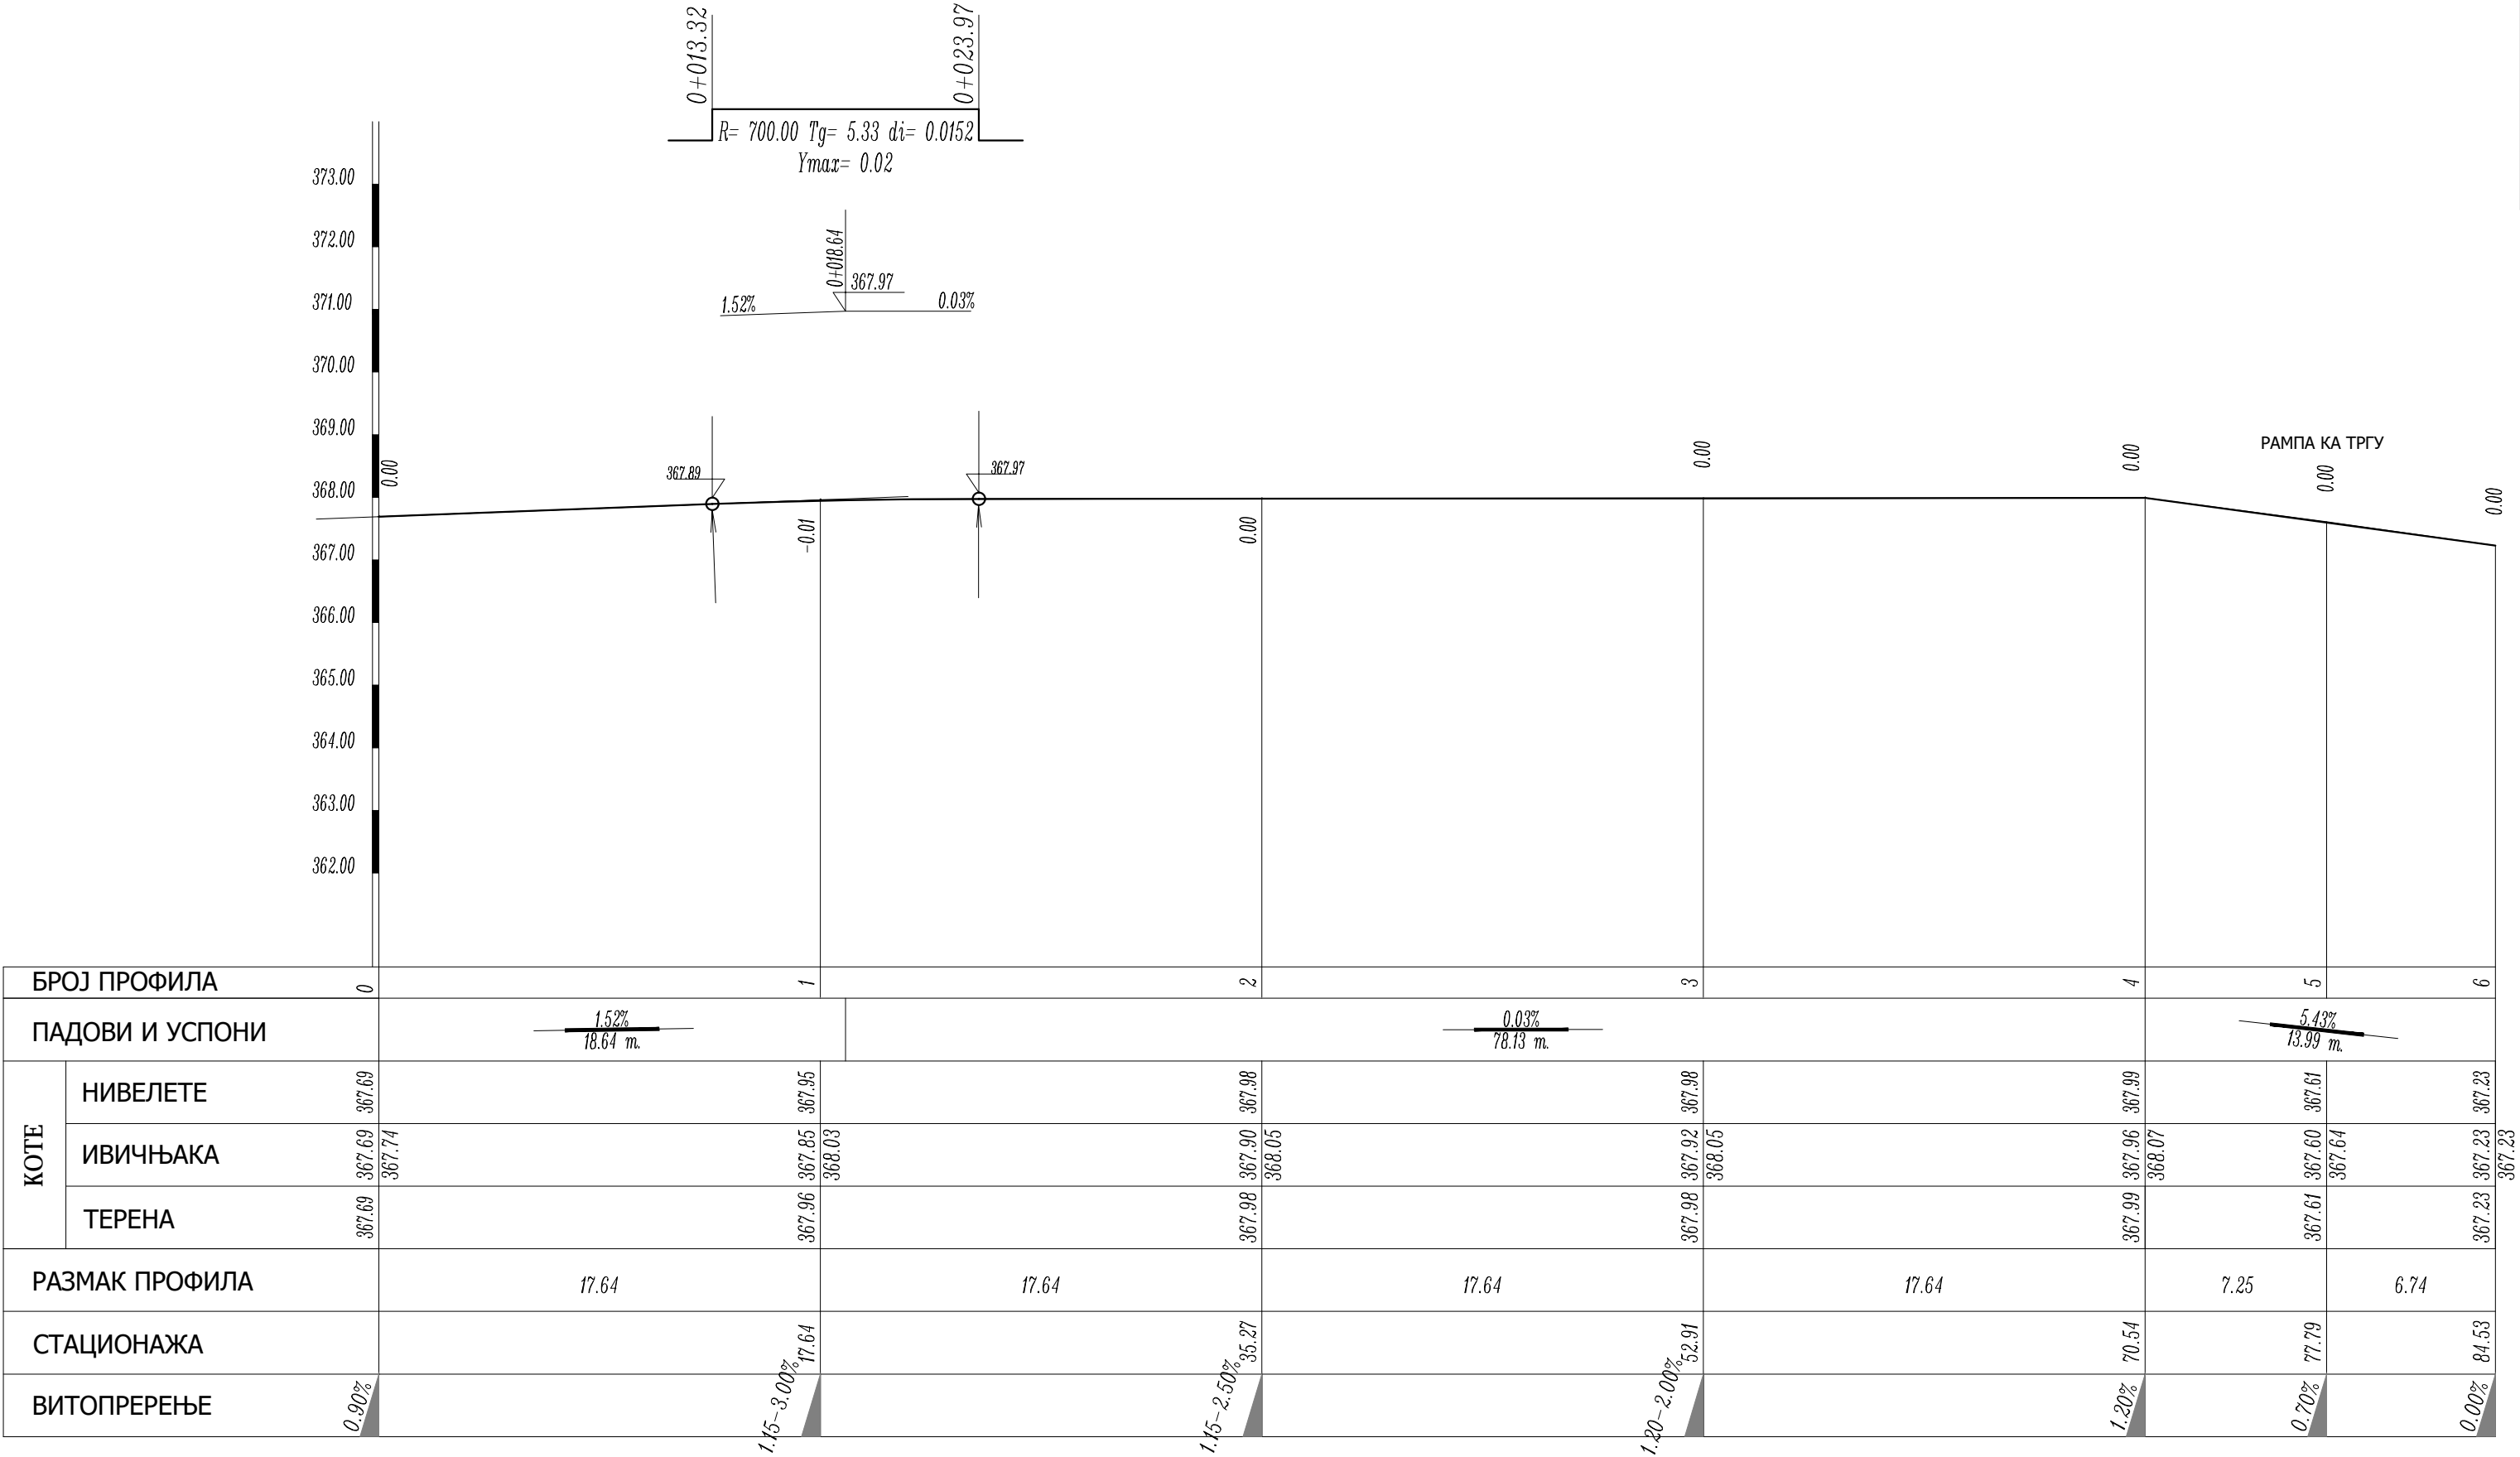 0+013.32
0+023.97
R= 700.00 Tg= 5.33 di= 0.0152
Ymax= 0.02
373.00
372.00
371.00
370.00
369.00
368.00
367.00
366.00
365.00
364.00
363.00
362.00
0+018.64
367.97
1.52%
0.03%
0.00
367.89
367.97
-0.01
0.00
0.00
0.00
РАМПА КА ТРГУ
0.00
0.00
БРОЈ ПРОФИЛА
0 1 2 3 4 5 6
ПАДОВИ И УСПОНИ
1.52%
18.64 m.
0.03%
78.13 m.
5.43%
13.99 m.
КОТЕ
НИВЕЛЕТЕ
367.69 367.95 367.98 367.98 367.99 367.61 367.23
ИВИЧЊАКА
367.69 367.74 367.85 368.03 367.90 368.05 367.92 368.05 367.96 368.07 367.60 367.64 367.23 367.23
ТЕРЕНА
367.69 367.96 367.98 367.98 367.99 367.61 367.23
РАЗМАК ПРОФИЛА
17.64 17.64 17.64 17.64 7.25 6.74
СТАЦИОНАЖА
17.64 35.27 52.91 70.54 77.79 84.53
ВИТОПРЕРЕЊЕ
0.90% 1.15-3.00% 1.15-2.50% 1.20-2.00% 1.20% 0.70% 0.00%